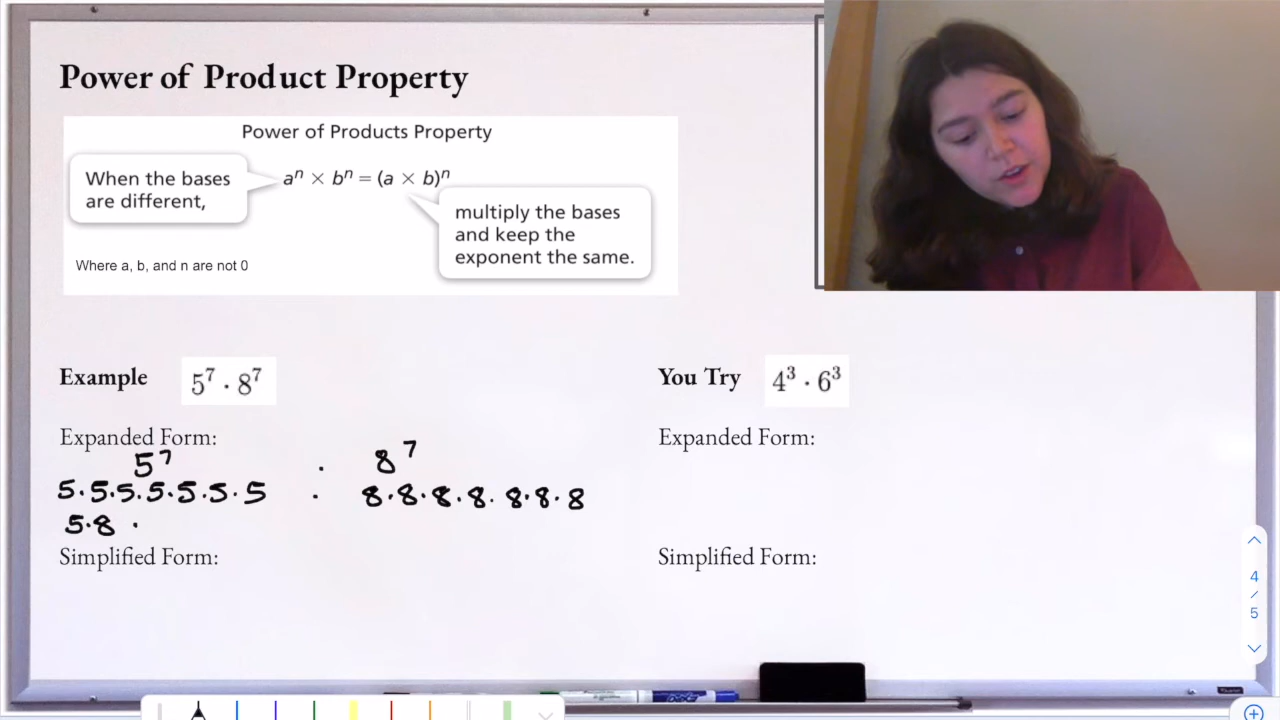 Power of Product Property
Power of Products Property
When the bases
are different,
aⁿ × bⁿ = (a × b)ⁿ
multiply the bases
and keep the
exponent the same.
Where a, b, and n are not 0
Example 5⁷ · 8⁷
Expanded Form:
5⁷ · 8⁷
5·5·5·5·5·5·5 · 8·8·8·8·8·8·8
5·8 ·
Simplified Form:
You Try 4³ · 6³
Expanded Form:
Simplified Form:
4
/
5